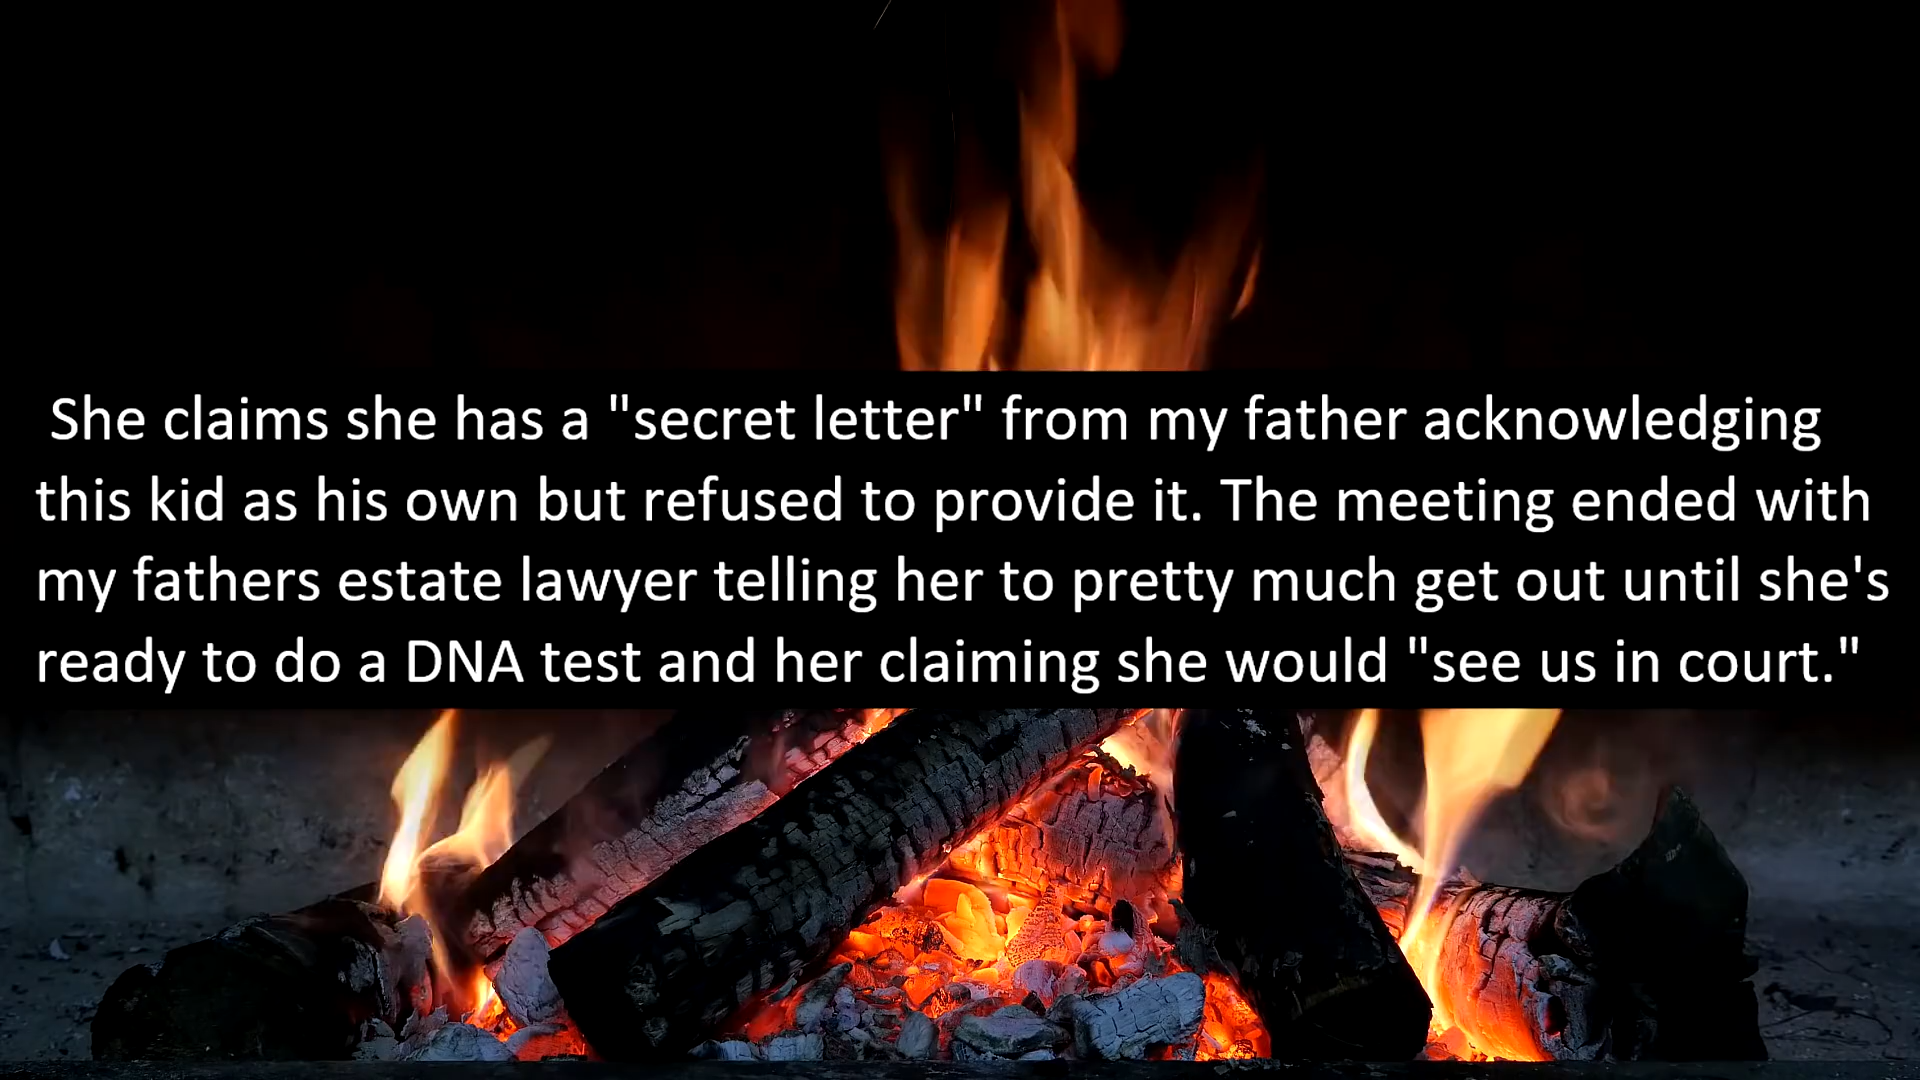 She claims she has a "secret letter" from my father acknowledging
this kid as his own but refused to provide it. The meeting ended with
my fathers estate lawyer telling her to pretty much get out until she's
ready to do a DNA test and her claiming she would "see us in court."